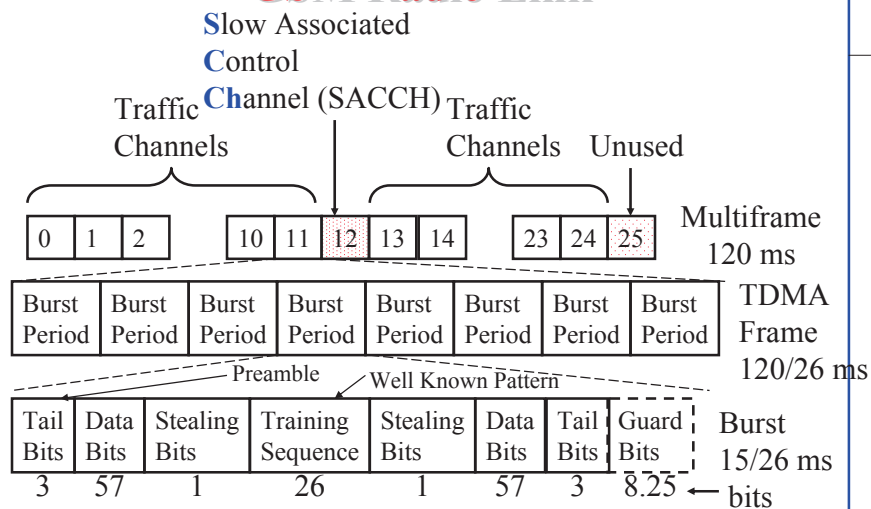 GSM Radio Link
Slow Associated
Control
Channel (SACCH)
Traffic
Channels
Traffic
Channels
Unused
0 1 2 10 11 12 13 14 23 24 25
Multiframe
120 ms
Burst Burst Burst Burst Burst Burst Burst Burst
Period Period Period Period Period Period Period Period
TDMA
Frame
120/26 ms
Preamble
Well Known Pattern
Tail Data Stealing Training Stealing Data Tail Guard
Bits Bits Bits Sequence Bits Bits Bits Bits
Burst
15/26 ms
3 57 1 26 1 57 3 8.25
bits